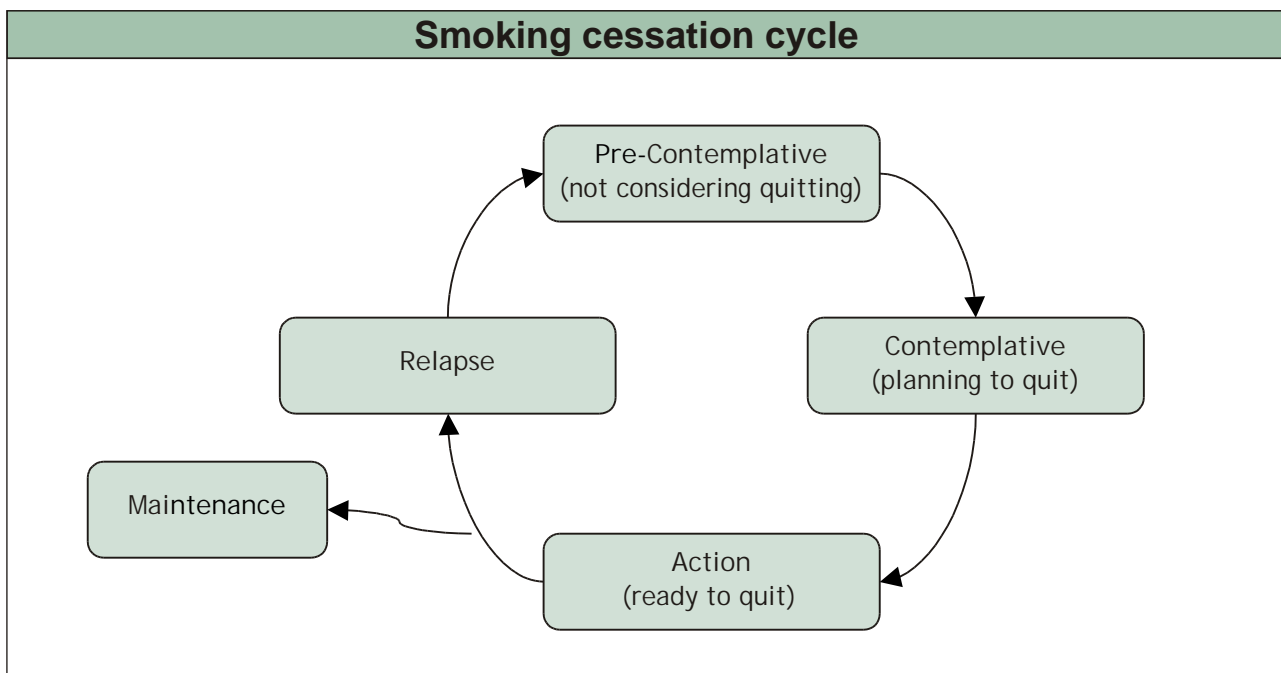 Smoking cessation cycle
Pre-Contemplative
(not considering quitting)
Relapse
Contemplative
(planning to quit)
Maintenance
Action
(ready to quit)